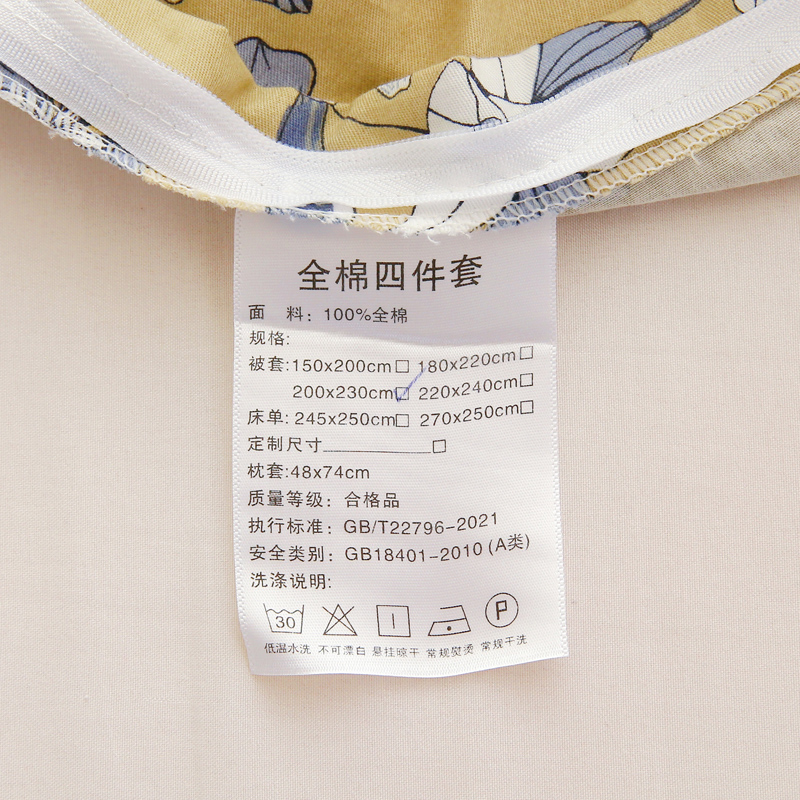 全棉四件套
面 料：100%全棉
规格:
被套:150x200cm□ 180x220cm□
200x230cm☑ 220x240cm□
床单: 245x250cm□ 270x250cm□
定制尺寸__________□
枕套:48x74cm
质量等级：合格品
执行标准：GB/T22796-2021
安全类别：GB18401-2010 (A类)
洗涤说明:
30 P
低温水洗 不可漂白 悬挂晾干 常规熨烫 常规干洗